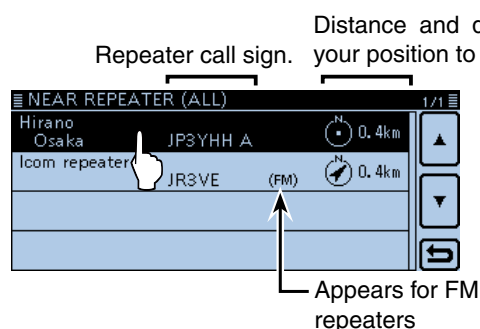 Distance and
Repeater call sign. your position to
NEAR REPEATER (ALL) 1/1
Hirano
Osaka JP3YHH A N 0.4km
Icom repeater N 0.4km
JR3VE (FM)
Appears for FM
repeaters